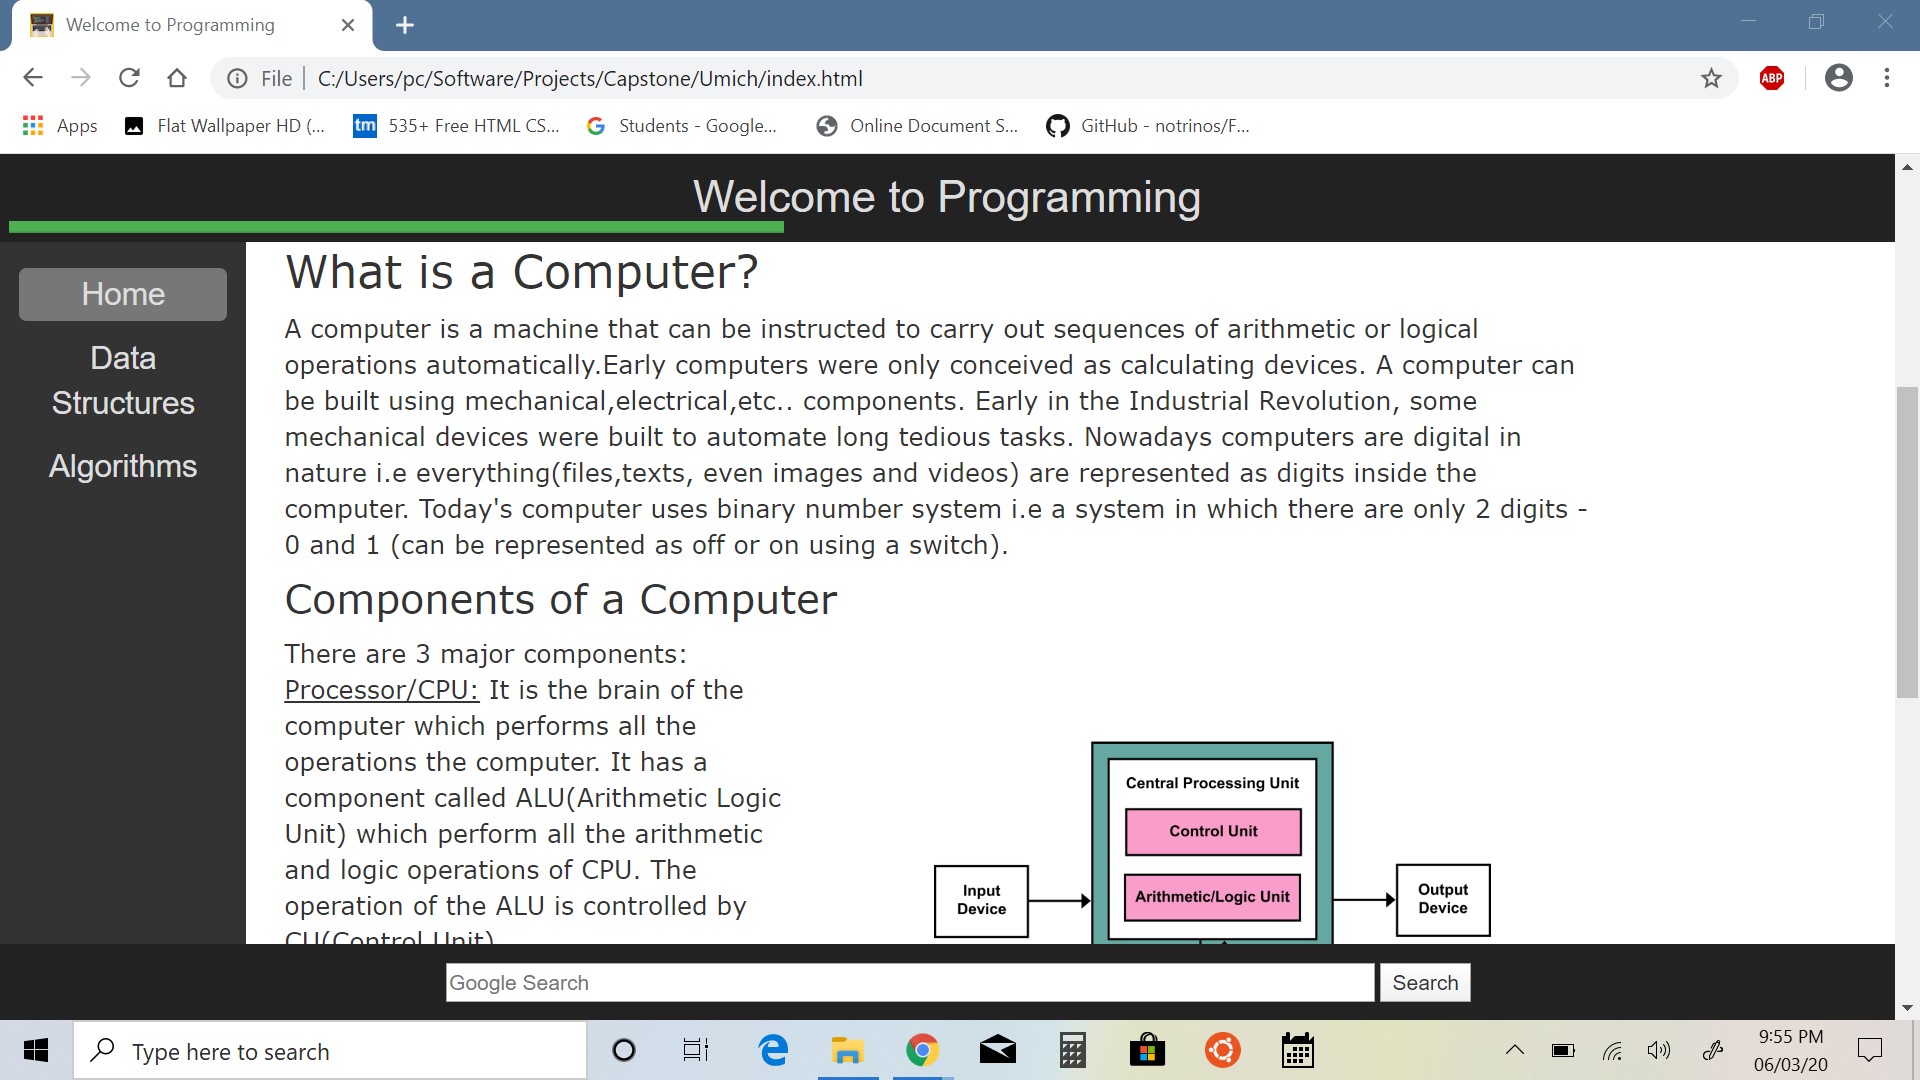 Welcome to Programming
File
C:/Users/pc/Software/Projects/Capstone/Umich/index.html
ABP
Apps
Flat Wallpaper HD (...
tm
535+ Free HTML CS...
Students - Google...
Online Document S...
GitHub - notrinos/F...
Welcome to Programming
Home
Data
Structures
Algorithms
What is a Computer?
A computer is a machine that can be instructed to carry out sequences of arithmetic or logical
operations automatically.Early computers were only conceived as calculating devices. A computer can
be built using mechanical,electrical,etc.. components. Early in the Industrial Revolution, some
mechanical devices were built to automate long tedious tasks. Nowadays computers are digital in
nature i.e everything(files,texts, even images and videos) are represented as digits inside the
computer. Today's computer uses binary number system i.e a system in which there are only 2 digits -
0 and 1 (can be represented as off or on using a switch).
Components of a Computer
There are 3 major components:
Processor/CPU: It is the brain of the
computer which performs all the
operations the computer. It has a
component called ALU(Arithmetic Logic
Unit) which perform all the arithmetic
and logic operations of CPU. The
operation of the ALU is controlled by
CU(Control Unit)
Central Processing Unit
Control Unit
Arithmetic/Logic Unit
Input
Device
Output
Device
Google Search
Search
Type here to search
9:55 PM
06/03/20